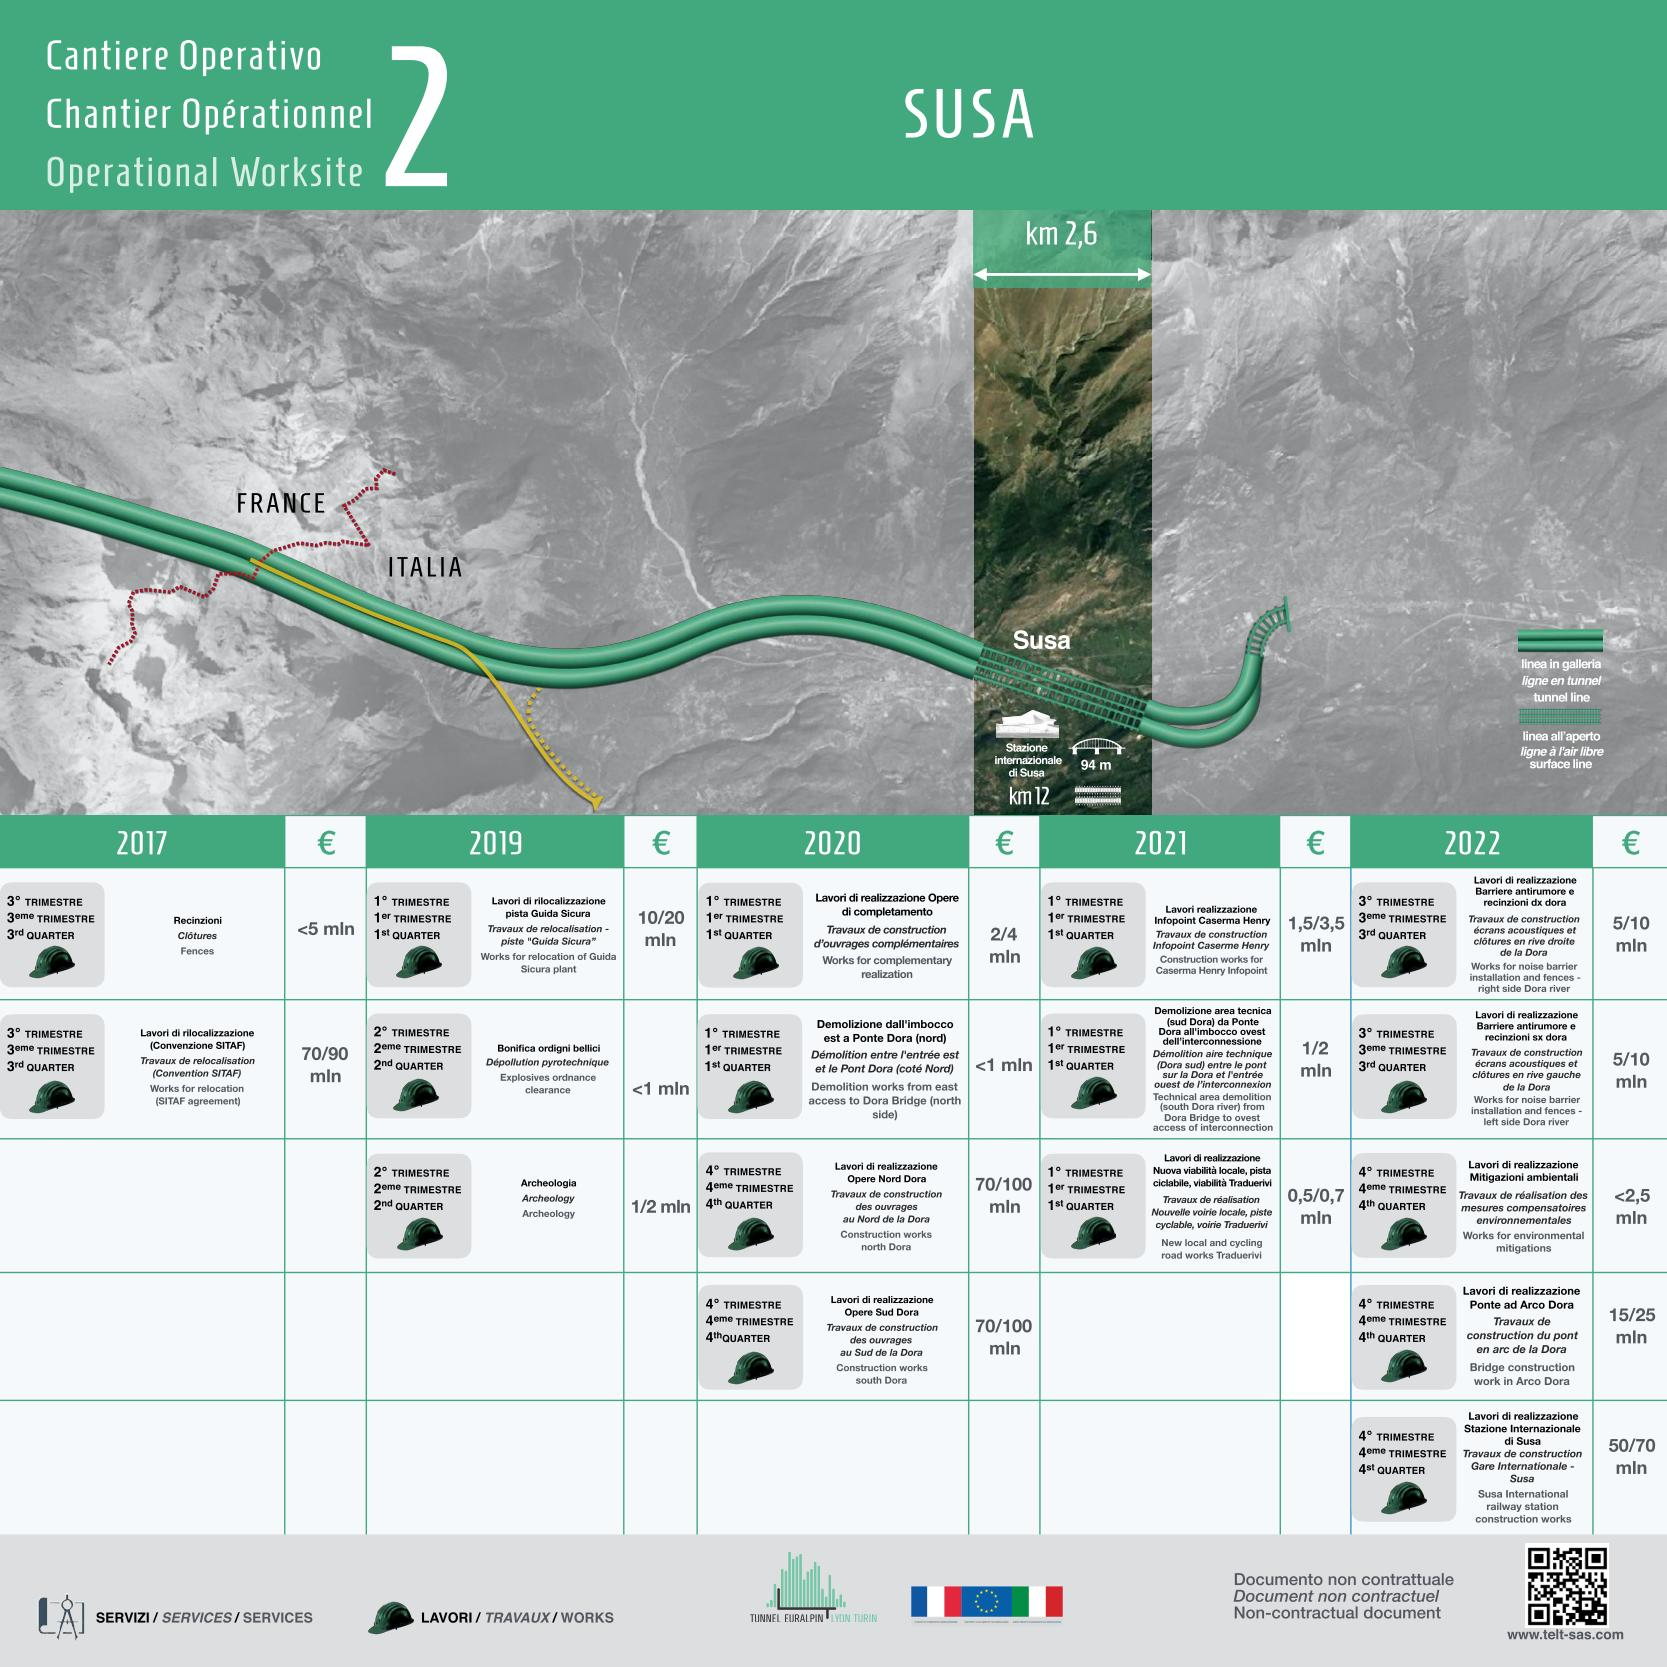 Cantiere Operativo
Chantier Opérationnel
Operational Worksite
2
SUSA
km 2,6
FRANCE
ITALIA
Susa
Stazione
internazionale
di Susa
94 m
km 12
linea in galleria
ligne en tunnel
tunnel line
linea all'aperto
ligne à l'air libre
surface line
2017 € 2019 € 2020 € 2021 € 2022 €
3° TRIMESTRE
3eme TRIMESTRE
3rd QUARTER
Recinzioni
Clôtures
Fences
<5 mln
1° TRIMESTRE
1er TRIMESTRE
1st QUARTER
Lavori di rilocalizzazione
pista Guida Sicura
Travaux de relocalisation -
piste "Guida Sicura”
Works for relocation of Guida
Sicura plant
10/20
mln
1° TRIMESTRE
1er TRIMESTRE
1st QUARTER
Lavori di realizzazione Opere
di completamento
Travaux de construction
d'ouvrages complémentaires
Works for complementary
realization
2/4
mln
1° TRIMESTRE
1er TRIMESTRE
1st QUARTER
Lavori realizzazione
Infopoint Caserma Henry
Travaux de construction
Infopoint Caserme Henry
Construction works for
Caserma Henry Infopoint
1,5/3,5
mln
3° TRIMESTRE
3eme TRIMESTRE
3rd QUARTER
Lavori di realizzazione
Barriere antirumore e
recinzioni dx dora
Travaux de construction
écrans acoustiques et
clôtures en rive droite
de la Dora
Works for noise barrier
installation and fences -
right side Dora river
5/10
mln
3° TRIMESTRE
3eme TRIMESTRE
3rd QUARTER
Lavori di rilocalizzazione
(Convenzione SITAF)
Travaux de relocalisation
(Convention SITAF)
Works for relocation
(SITAF agreement)
70/90
mln
2° TRIMESTRE
2eme TRIMESTRE
2nd QUARTER
Bonifica ordigni bellici
Dépollution pyrotechnique
Explosives ordnance
clearance
<1 mln
1° TRIMESTRE
1er TRIMESTRE
1st QUARTER
Demolizione dall'imbocco
est a Ponte Dora (nord)
Démolition entre l'entrée est
et le Pont Dora (coté Nord)
Demolition works from east
access to Dora Bridge (north
side)
<1 mln
1° TRIMESTRE
1er TRIMESTRE
1st QUARTER
Demolizione area tecnica
(sud Dora) da Ponte
Dora all'imbocco ovest
dell'interconnessione
Démolition aire technique
(Dora sud) entre le pont
sur la Dora et l'entrée
ouest de l'interconnexion
Technical area demolition
(south Dora river) from
Dora Bridge to ovest
access of interconnection
1/2
mln
3° TRIMESTRE
3eme TRIMESTRE
3rd QUARTER
Lavori di realizzazione
Barriere antirumore e
recinzioni sx dora
Travaux de construction
écrans acoustiques et
clôtures en rive gauche
de la Dora
Works for noise barrier
installation and fences -
left side Dora river
5/10
mln
2° TRIMESTRE
2eme TRIMESTRE
2nd QUARTER
Archeologia
Archeology
Archeology
1/2 mln
4° TRIMESTRE
4eme TRIMESTRE
4th QUARTER
Lavori di realizzazione
Opere Nord Dora
Travaux de construction
des ouvrages
au Nord de la Dora
Construction works
north Dora
70/100
mln
1° TRIMESTRE
1er TRIMESTRE
1st QUARTER
Lavori di realizzazione
Nuova viabilità locale, pista
ciclabile, viabilità Traduerivi
Travaux de réalisation
Nouvelle voirie locale, piste
cyclable, voirie Traduerivi
New local and cycling
road works Traduerivi
0,5/0,7
mln
4° TRIMESTRE
4eme TRIMESTRE
4th QUARTER
Lavori di realizzazione
Mitigazioni ambientali
Travaux de réalisation des
mesures compensatoires
environnementales
Works for environmental
mitigations
<2,5
mln
4° TRIMESTRE
4eme TRIMESTRE
4thQUARTER
Lavori di realizzazione
Opere Sud Dora
Travaux de construction
des ouvrages
au Sud de la Dora
Construction works
south Dora
70/100
mln
4° TRIMESTRE
4eme TRIMESTRE
4th QUARTER
Lavori di realizzazione
Ponte ad Arco Dora
Travaux de
construction du pont
en arc de la Dora
Bridge construction
work in Arco Dora
15/25
mln
4° TRIMESTRE
4eme TRIMESTRE
4st QUARTER
Lavori di realizzazione
Stazione Internazionale
di Susa
Travaux de construction
Gare Internationale -
Susa
Susa International
railway station
construction works
50/70
mln
SERVIZI / SERVICES / SERVICES
LAVORI / TRAVAUX / WORKS
TUNNEL EURALPIN LYON TURIN
Documento non contrattuale
Document non contractuel
Non-contractual document
www.telt-sas.com